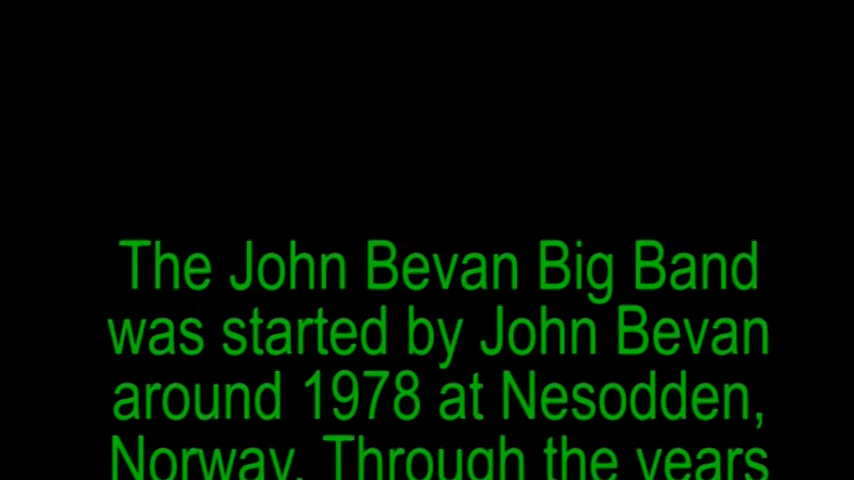 The John Bevan Big Band
was started by John Bevan
around 1978 at Nesodden,
Norway. Through the years